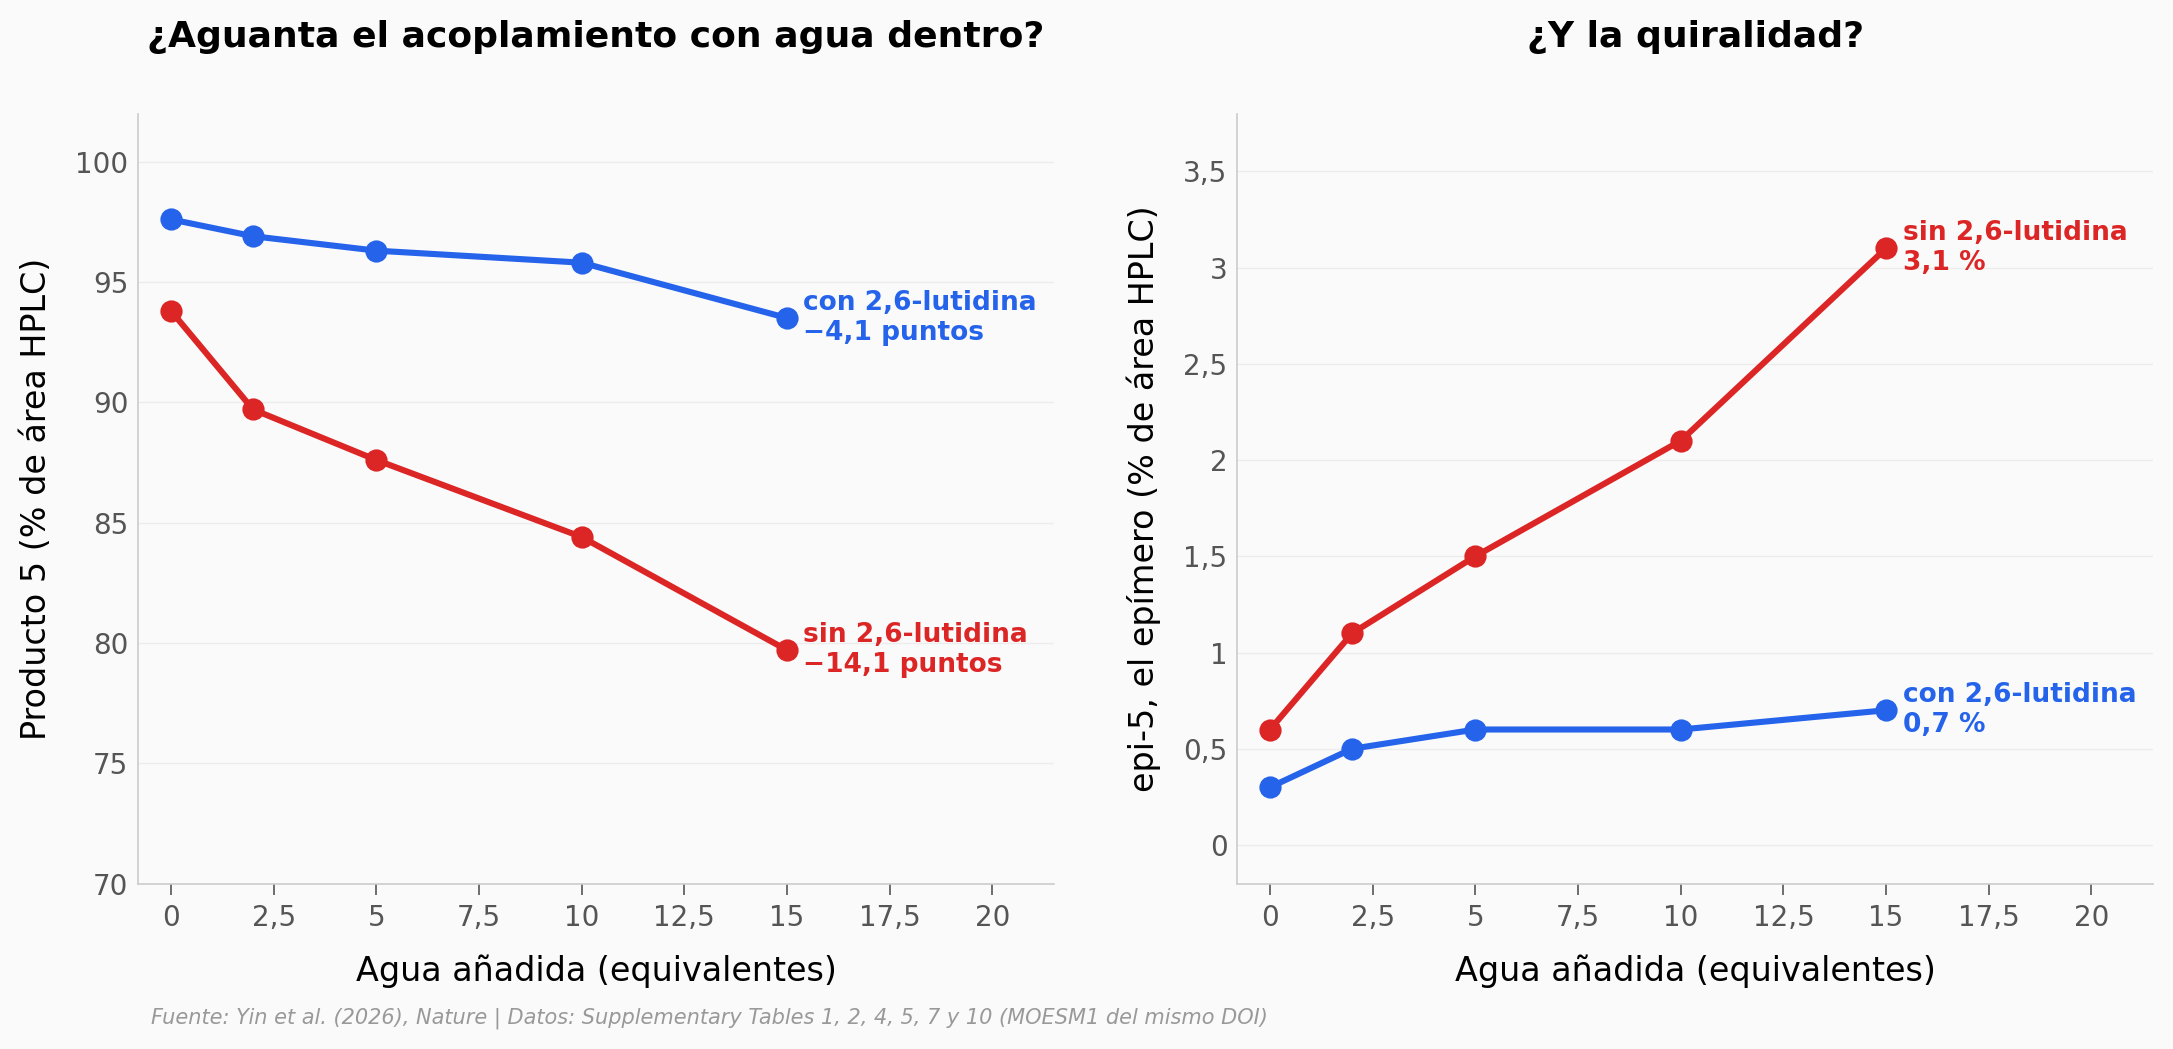 ¿Aguanta el acoplamiento con agua dentro?
Producto 5 (% de área HPLC)
100
95
90
85
80
75
70
con 2,6-lutidina
−4,1 puntos
sin 2,6-lutidina
−14,1 puntos
0 2,5 5 7,5 10 12,5 15 17,5 20
Agua añadida (equivalentes)
¿Y la quiralidad?
epi-5, el epímero (% de área HPLC)
3,5
3
2,5
2
1,5
1
0,5
0
sin 2,6-lutidina
3,1 %
con 2,6-lutidina
0,7 %
0 2,5 5 7,5 10 12,5 15 17,5 20
Agua añadida (equivalentes)
Fuente: Yin et al. (2026), Nature | Datos: Supplementary Tables 1, 2, 4, 5, 7 y 10 (MOESM1 del mismo DOI)